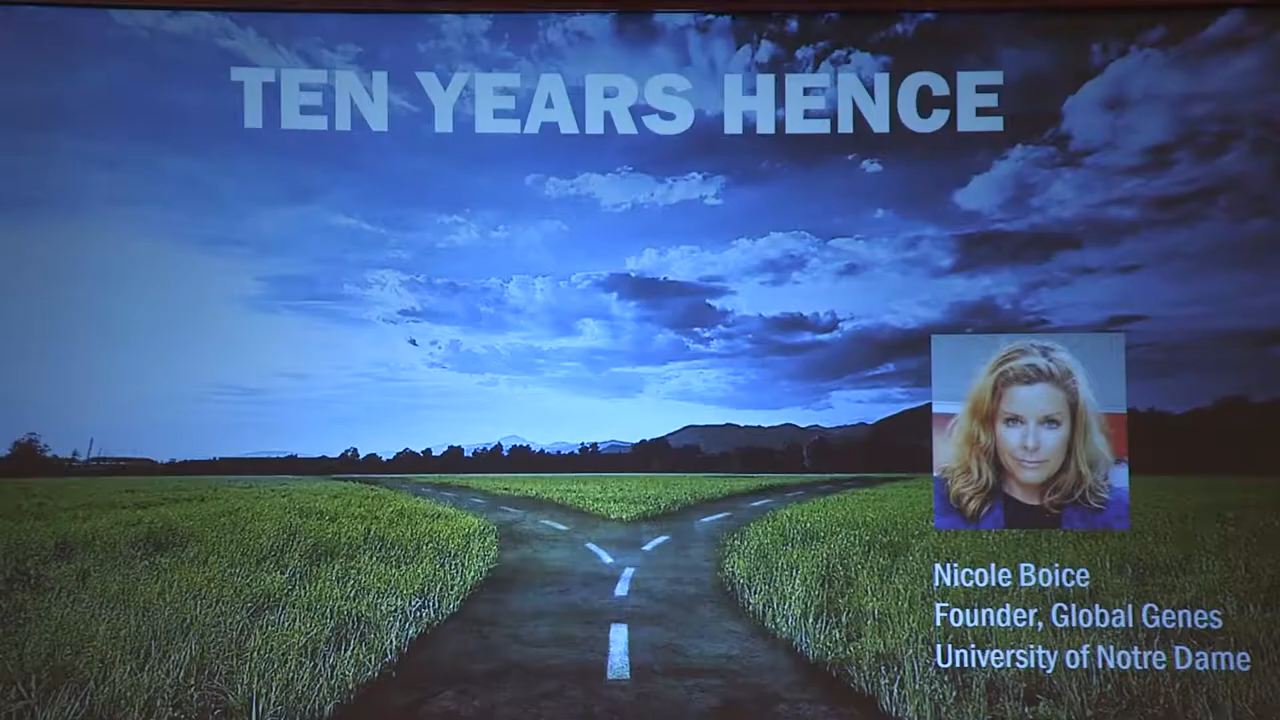 TEN YEARS HENCE
Nicole Boice
Founder, Global Genes
University of Notre Dame